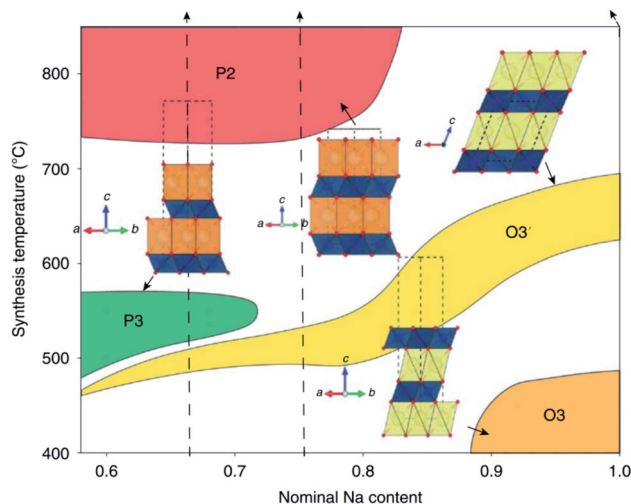 800
P2
c
700
c
a
c
a
b
a
b
Synthesis temperature (°C)
O3′
600
P3
500
c
a
b
O3
400
0.6
0.7
0.8
0.9
1.0
Nominal Na content